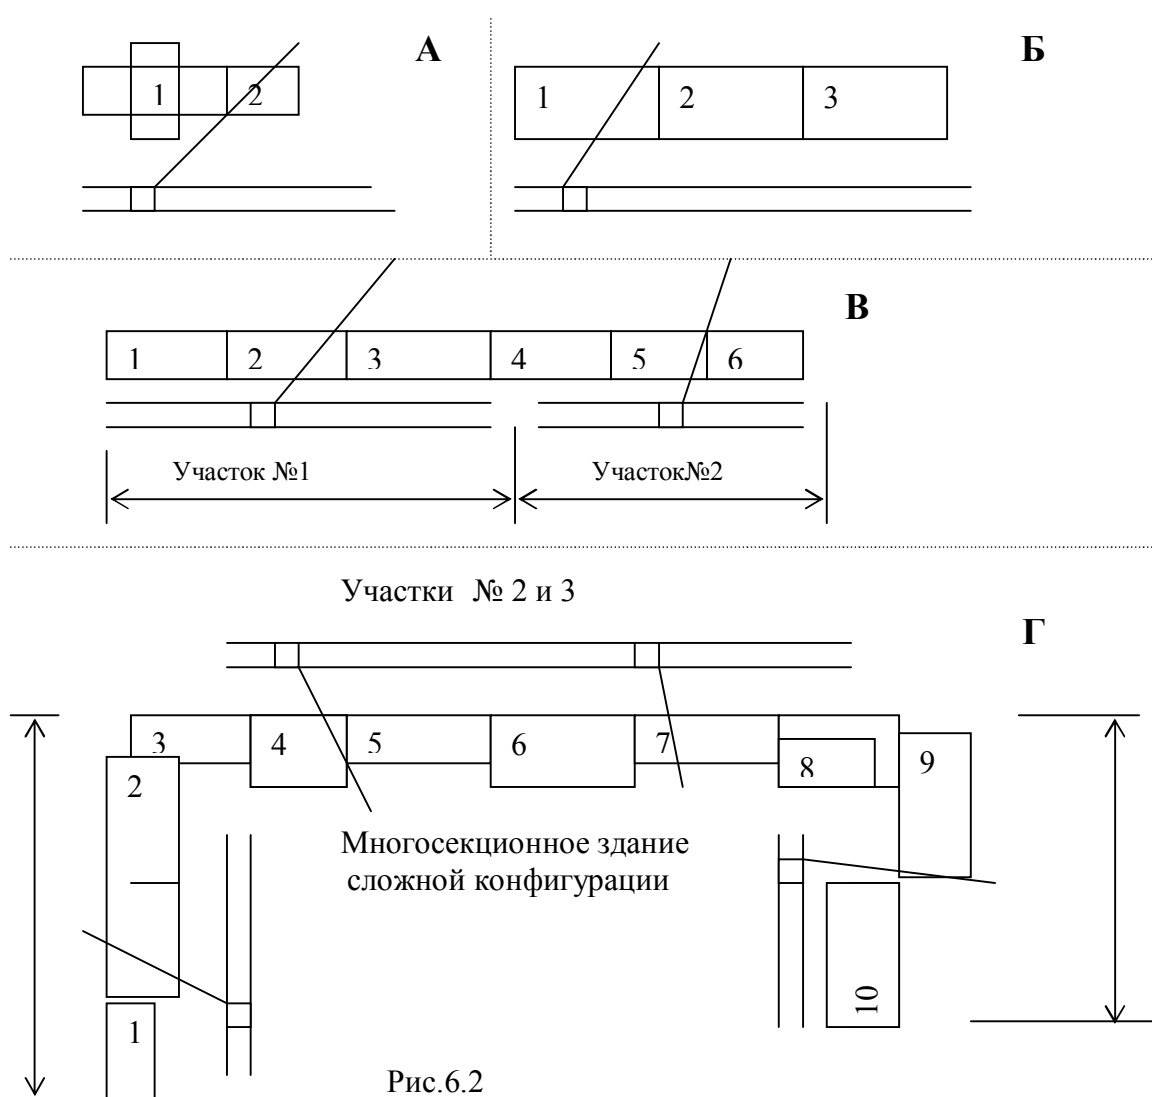 А
1 2
Б
1 2 3
В
1 2 3 4 5 6
Участок №1 Участок№2
Участки № 2 и 3
Г
3 4 5 6 7 8 9
2
Многосекционное здание
сложной конфигурации
10
1
Рис.6.2